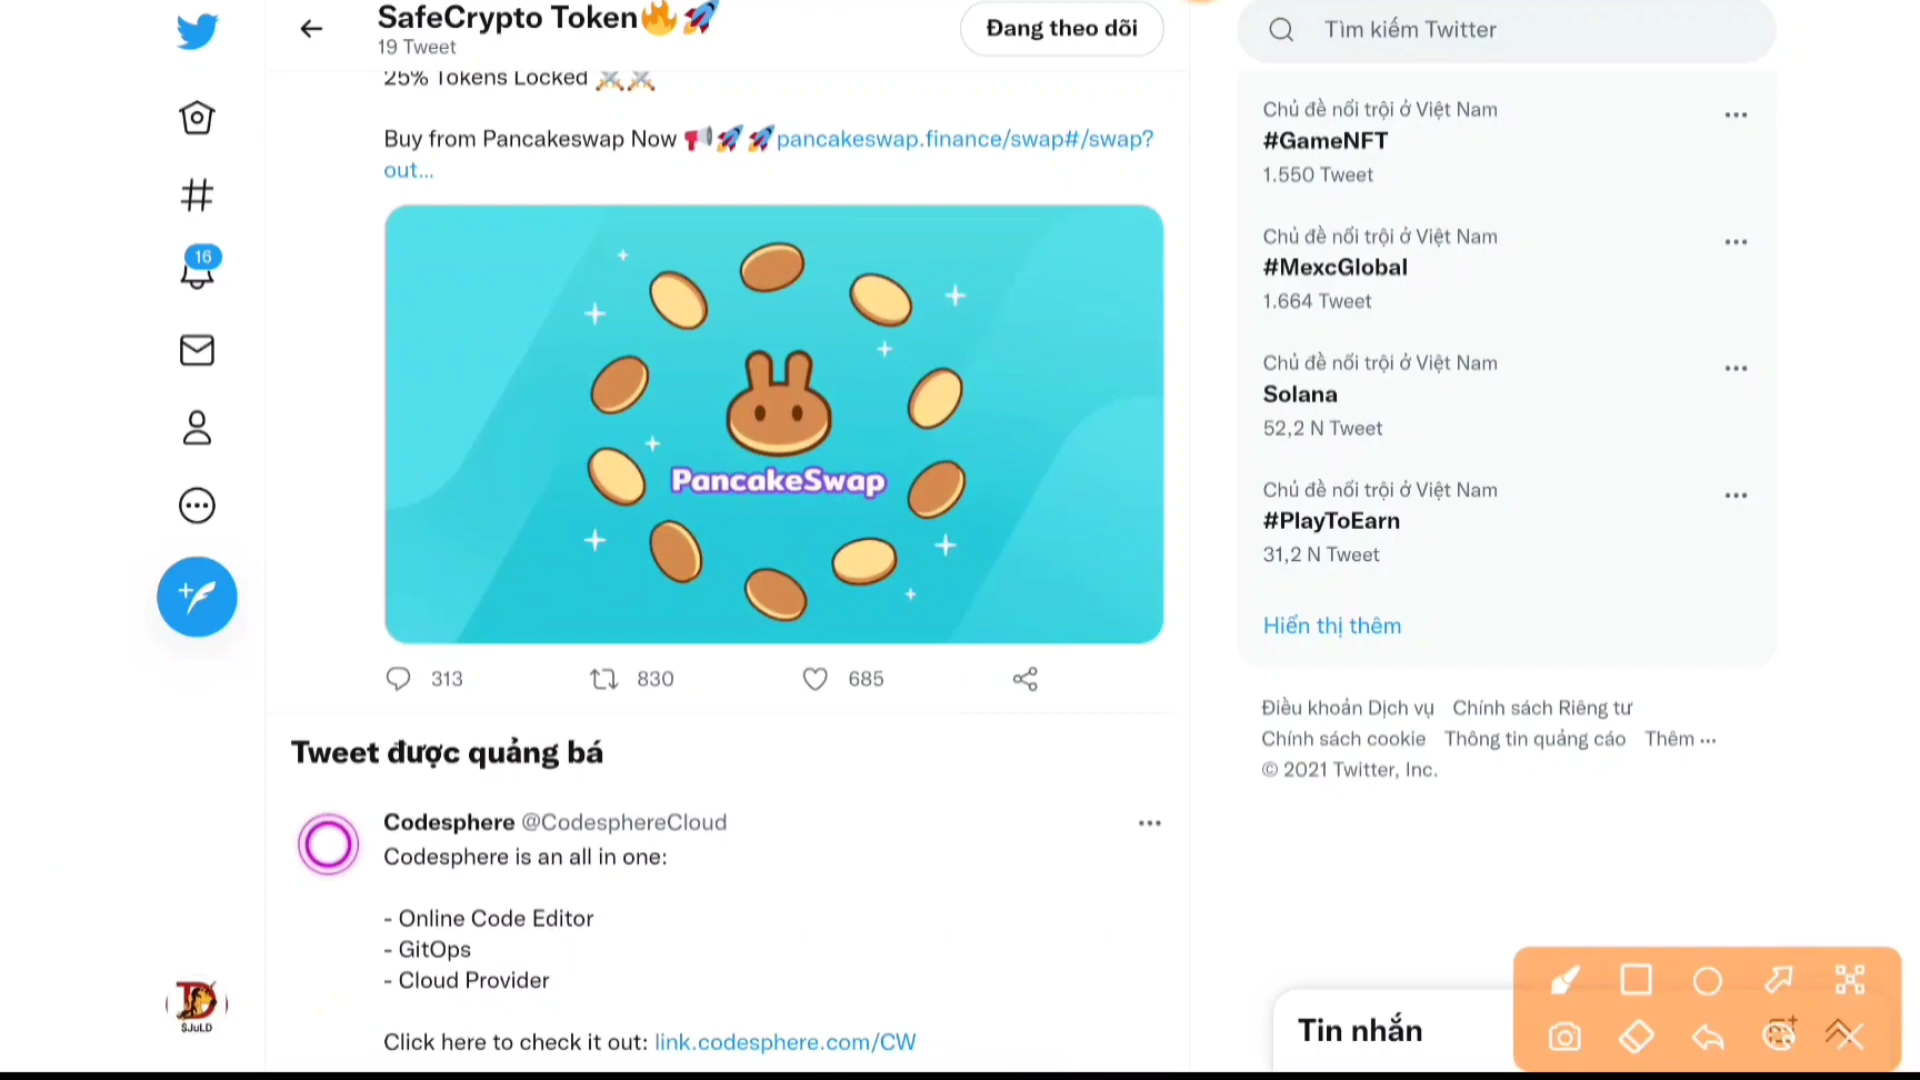 SafeCrypto Token🔥🚀
19 Tweet
Đang theo dõi
25% Tokens Locked ⚔️⚔️
Buy from Pancakeswap Now 📢🚀🚀pancakeswap.finance/swap#/swap?
out...
PancakeSwap
313
830
685
Tweet được quảng bá
Codesphere @CodesphereCloud
Codesphere is an all in one:
- Online Code Editor
- GitOps
- Cloud Provider
Click here to check it out: link.codesphere.com/CW
16
$JuLD
Tìm kiếm Twitter
Chủ đề nổi trội ở Việt Nam
#GameNFT
1.550 Tweet
Chủ đề nổi trội ở Việt Nam
#MexcGlobal
1.664 Tweet
Chủ đề nổi trội ở Việt Nam
Solana
52,2 N Tweet
Chủ đề nổi trội ở Việt Nam
#PlayToEarn
31,2 N Tweet
Hiển thị thêm
Điều khoản Dịch vụ Chính sách Riêng tư
Chính sách cookie Thông tin quảng cáo Thêm ···
© 2021 Twitter, Inc.
Tin nhắn